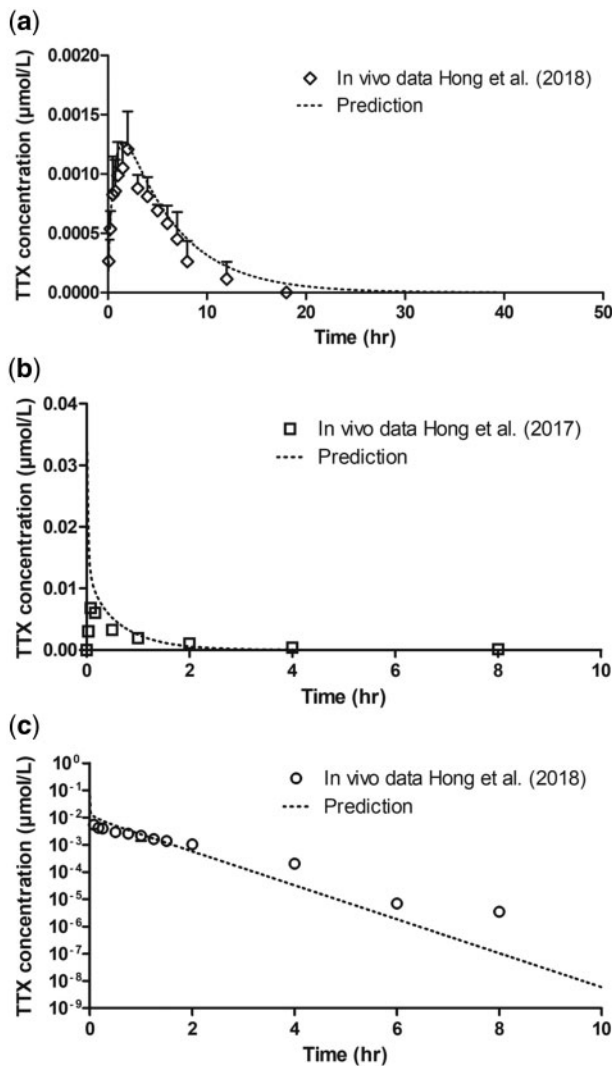 (a)
0.0020
0.0015
0.0010
0.0005
0.0000
TTX concentration (µmol/L)
◇ In vivo data Hong et al. (2018)
Prediction
0 10 20 30 40 50
Time (hr)
(b)
0.04
0.03
0.02
0.01
0.00
TTX concentration (µmol/L)
In vivo data Hong et al. (2017)
Prediction
0 2 4 6 8 10
Time (hr)
(c)
10⁰
10⁻¹
10⁻²
10⁻³
10⁻⁴
10⁻⁵
10⁻⁶
10⁻⁷
10⁻⁸
10⁻⁹
TTX concentration (µmol/L)
In vivo data Hong et al. (2018)
Prediction
0 2 4 6 8 10
Time (hr)